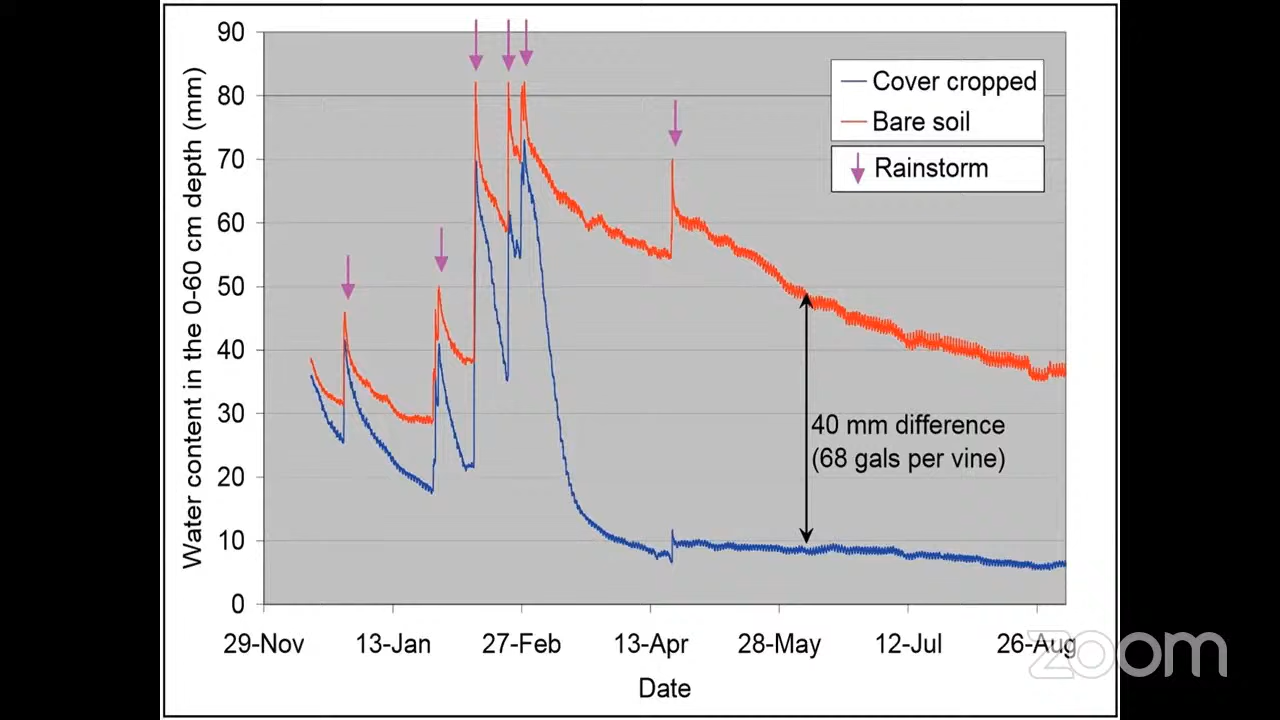 Water content in the 0-60 cm depth (mm)
90
80
70
60
50
40
30
20
10
0
Cover cropped
Bare soil
Rainstorm
40 mm difference
(68 gals per vine)
29-Nov 13-Jan 27-Feb 13-Apr 28-May 12-Jul 26-Aug
Date
zoom